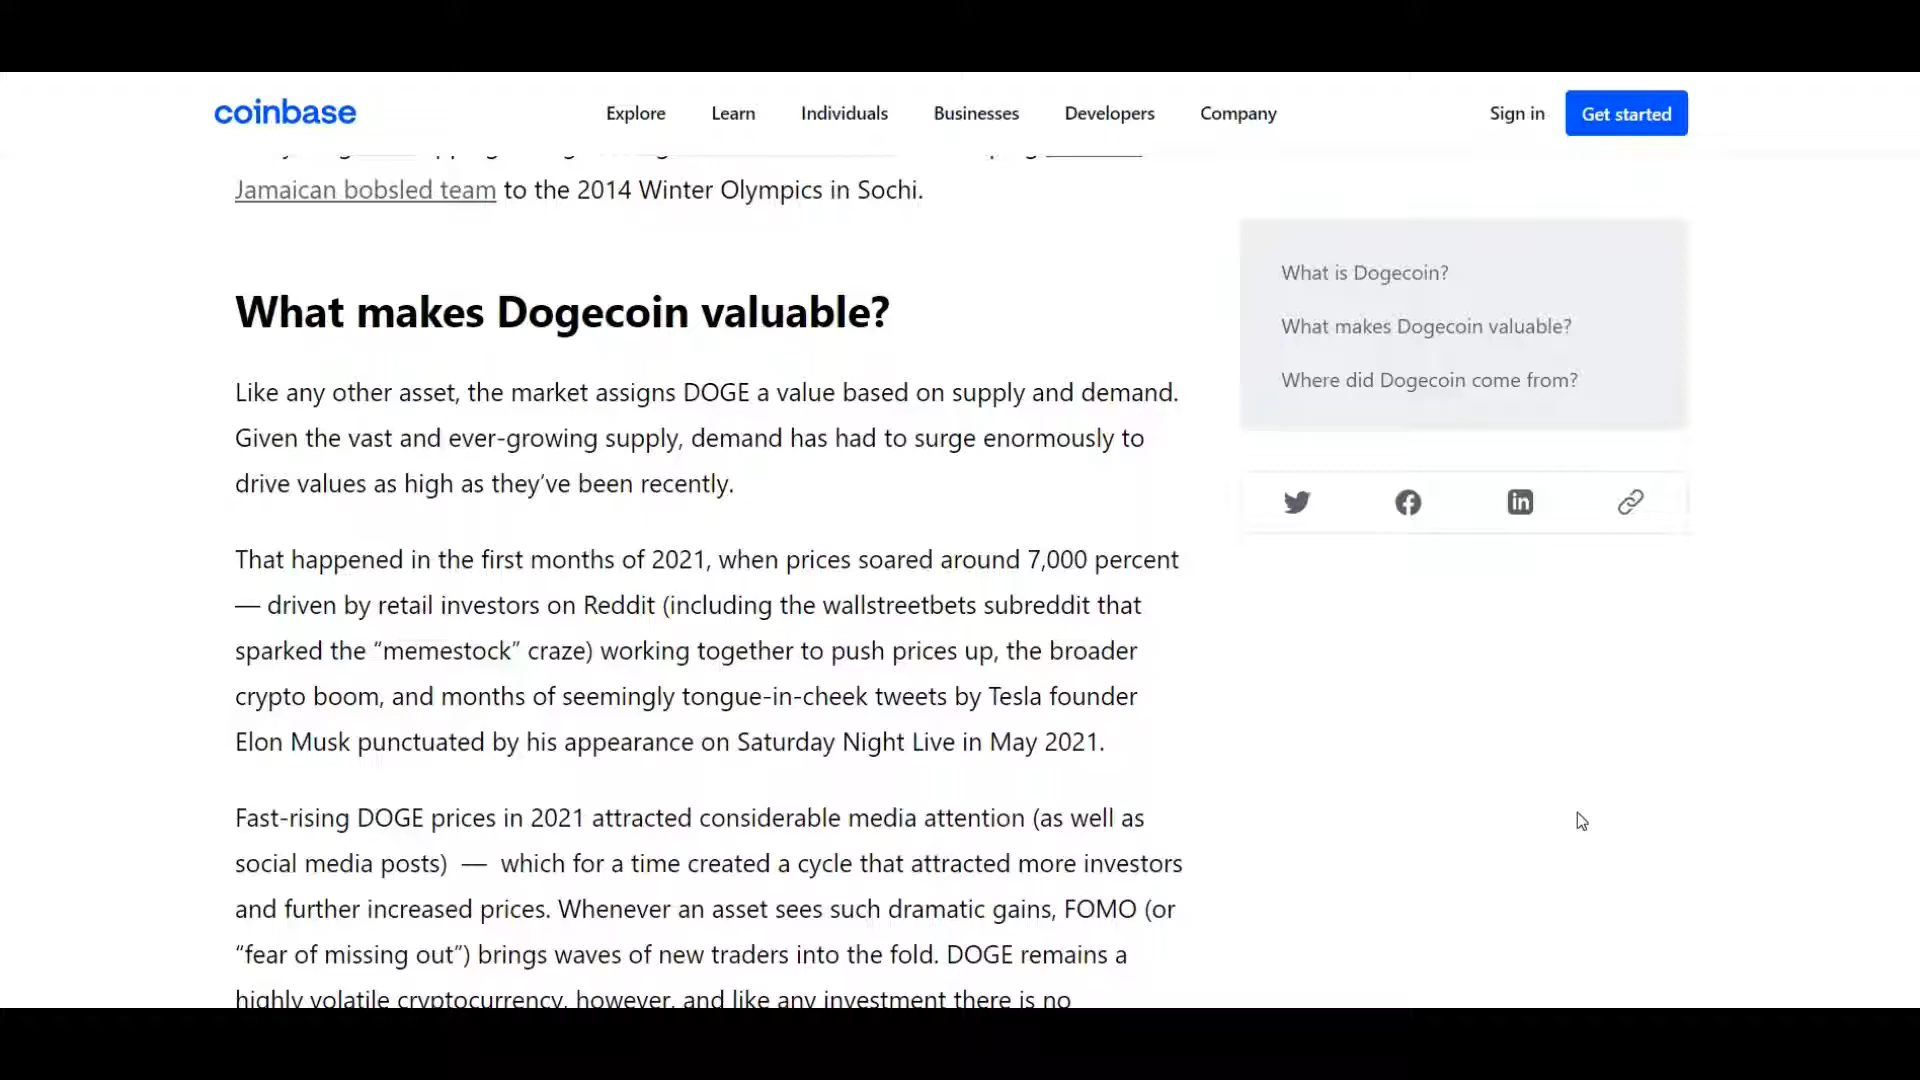 coinbase
Explore
Learn
Individuals
Businesses
Developers
Company
Sign in
Get started
Jamaican bobsled team to the 2014 Winter Olympics in Sochi.
What makes Dogecoin valuable?
Like any other asset, the market assigns DOGE a value based on supply and demand.
Given the vast and ever-growing supply, demand has had to surge enormously to
drive values as high as they’ve been recently.
That happened in the first months of 2021, when prices soared around 7,000 percent
— driven by retail investors on Reddit (including the wallstreetbets subreddit that
sparked the “memestock” craze) working together to push prices up, the broader
crypto boom, and months of seemingly tongue-in-cheek tweets by Tesla founder
Elon Musk punctuated by his appearance on Saturday Night Live in May 2021.
Fast-rising DOGE prices in 2021 attracted considerable media attention (as well as
social media posts) — which for a time created a cycle that attracted more investors
and further increased prices. Whenever an asset sees such dramatic gains, FOMO (or
“fear of missing out”) brings waves of new traders into the fold. DOGE remains a
highly volatile cryptocurrency, however, and like any investment there is no
What is Dogecoin?
What makes Dogecoin valuable?
Where did Dogecoin come from?
in